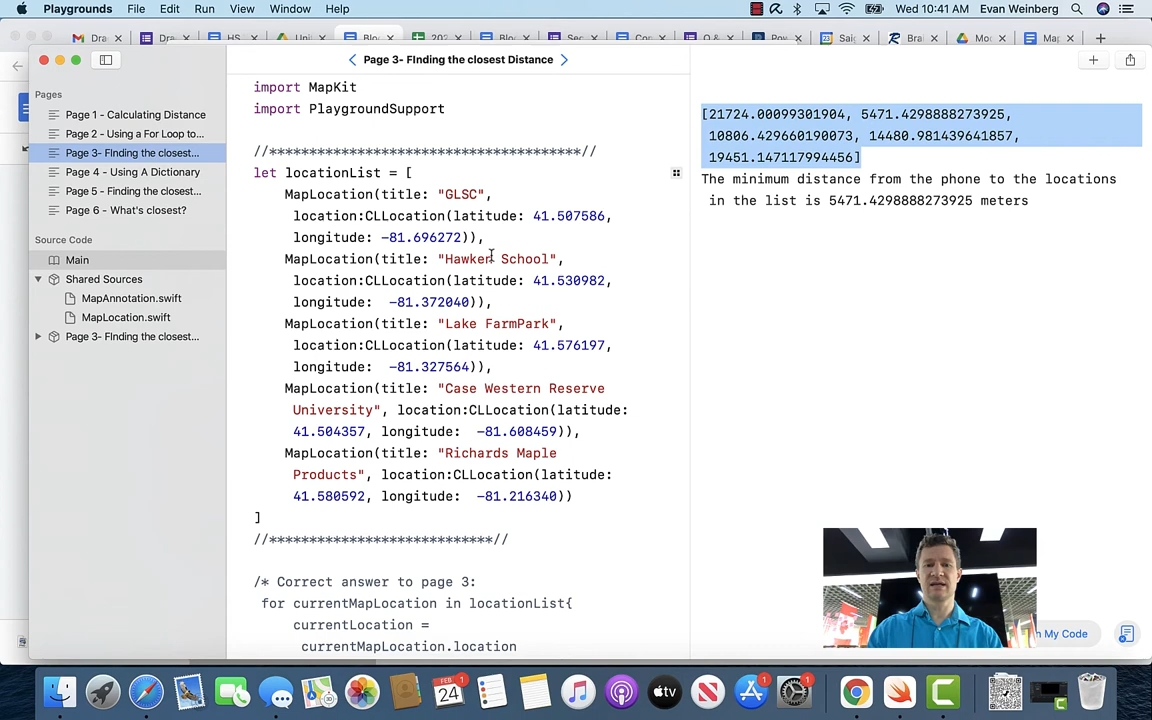 Playgrounds File Edit Run View Window Help Wed 10:41 AM Evan Weinberg
Page 3- FInding the closest Distance
Pages
Page 1 - Calculating Distance
Page 2 - Using a For Loop to...
Page 3- FInding the closest...
Page 4 - Using A Dictionary
Page 5 - Finding the closest...
Page 6 - What's closest?
Source Code
Main
Shared Sources
MapAnnotation.swift
MapLocation.swift
Page 3- FInding the closest...
import MapKit
import PlaygroundSupport
//***************************************//
let locationList = [
MapLocation(title: "GLSC",
location:CLLocation(latitude: 41.507586,
longitude: -81.696272)),
MapLocation(title: "Hawken School",
location:CLLocation(latitude: 41.530982,
longitude: -81.372040)),
MapLocation(title: "Lake FarmPark",
location:CLLocation(latitude: 41.576197,
longitude: -81.327564)),
MapLocation(title: "Case Western Reserve
University", location:CLLocation(latitude:
41.504357, longitude: -81.608459)),
MapLocation(title: "Richards Maple
Products", location:CLLocation(latitude:
41.580592, longitude: -81.216340))
]
//****************************//
/* Correct answer to page 3:
for currentMapLocation in locationList{
currentLocation =
currentMapLocation.location
[21724.00099301904, 5471.4298888273925,
10806.429660190073, 14480.981439641857,
19451.147117994456]
The minimum distance from the phone to the locations
in the list is 5471.4298888273925 meters
My Code
FEB
24
tv